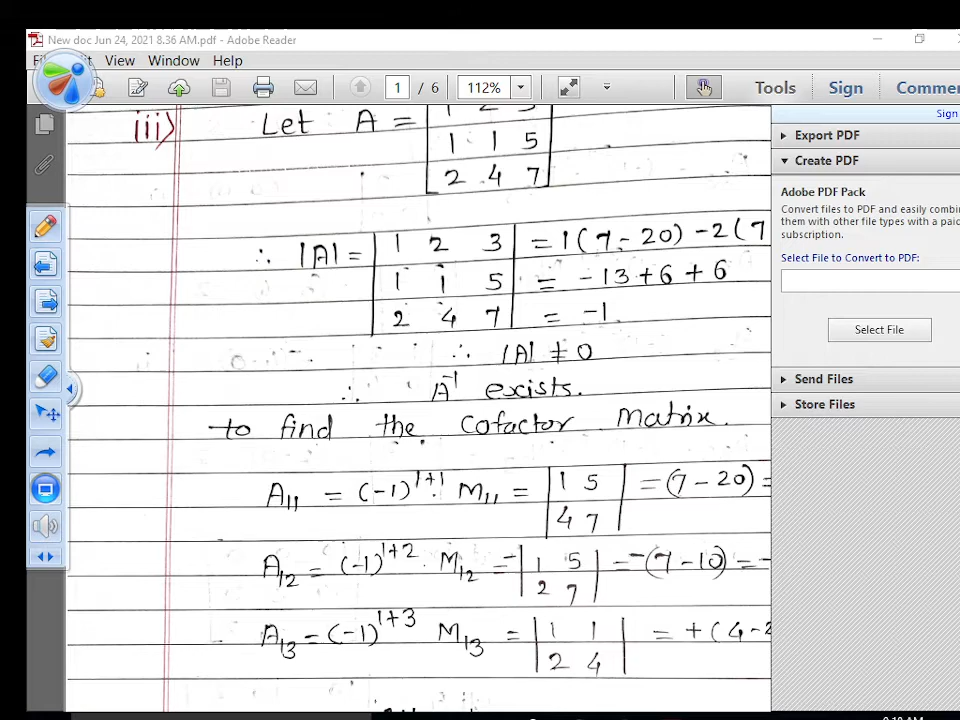 New doc Jun 24, 2021 8.36 AM.pdf - Adobe Reader
View Window Help
1 / 6 112% Tools Sign Comme
Sign
Export PDF
Create PDF
Adobe PDF Pack
Convert files to PDF and easily combin
them with other file types with a paid
subscription.
Select File to Convert to PDF:
Select File
Send Files
Store Files
(iii) Let A = [1 2 3
1 1 5
2 4 7]
∴ |A| = |1 2 3| = 1(7-20) -2(7
|1 1 5| = -13+6+6
|2 4 7| = -1.
∴ |A| ≠ 0
∴ A⁻¹ exists.
to find the cofactor Matrix.
A₁₁ = (-1)¹⁺¹ M₁₁ = |1 5| = (7-20) =
|4 7|
A₁₂ = (-1)¹⁺² . M₁₂ = -|1 5| = -(7-10) = -
|2 7|
A₁₃ = (-1)¹⁺³ M₁₃ = |1 1| = +(4-2
|2 4|